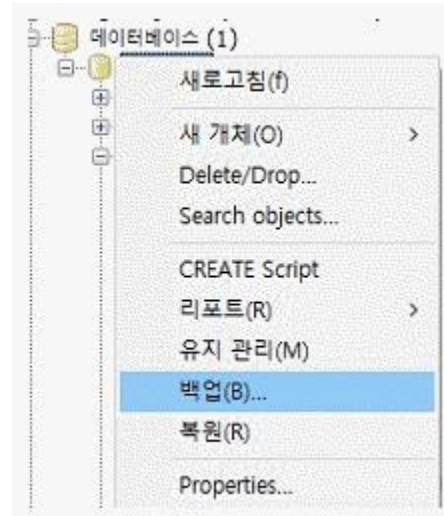 데이터베이스 (1)
새로고침(f)
새 개체(O)
Delete/Drop...
Search objects...
CREATE Script
리포트(R)
유지 관리(M)
백업(B)...
복원(R)
Properties...